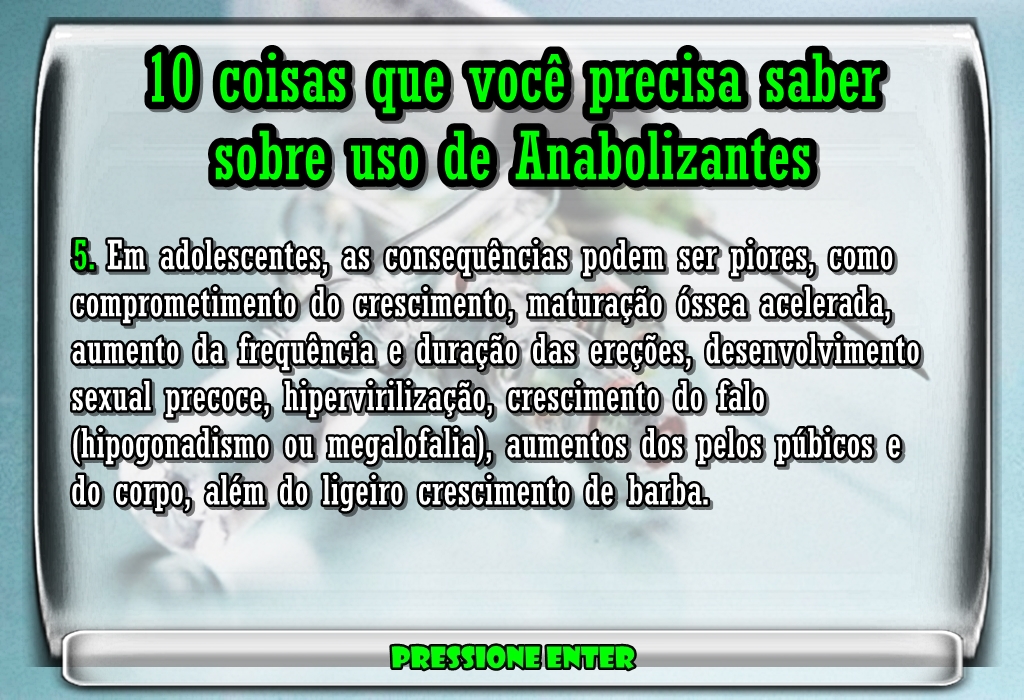 10 coisas que você precisa saber
sobre uso de Anabolizantes
5. Em adolescentes, as consequências podem ser piores, como
comprometimento do crescimento, maturação óssea acelerada,
aumento da frequência e duração das ereções, desenvolvimento
sexual precoce, hipervirilização, crescimento do falo
(hipogonadismo ou megalofalia), aumentos dos pelos púbicos e
do corpo, além do ligeiro crescimento de barba.
PRESSIONE ENTER